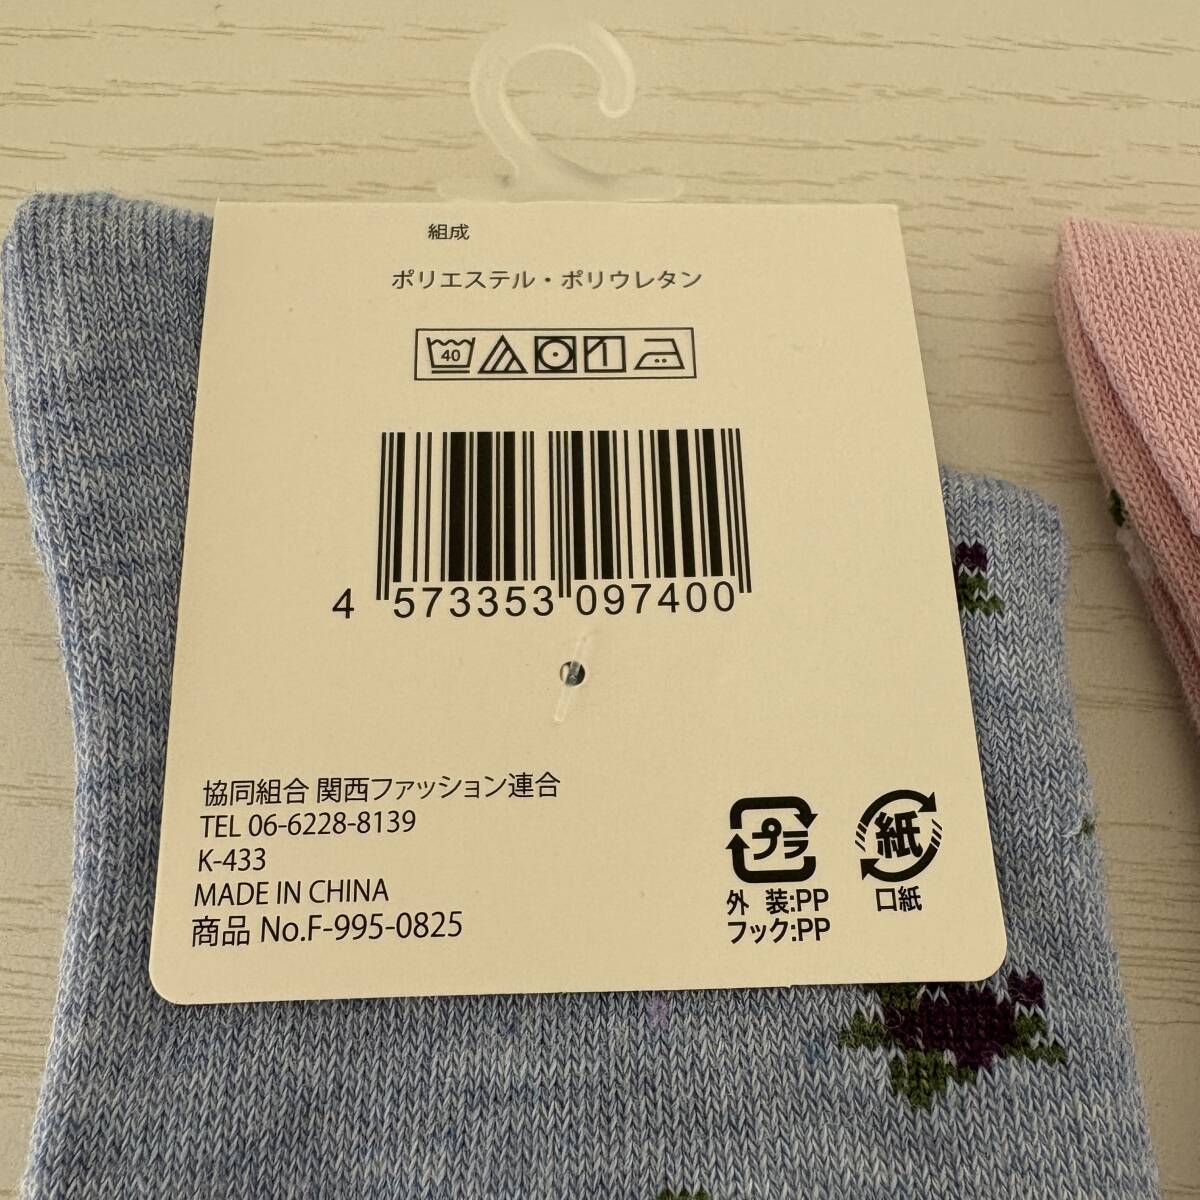 組成
ポリエステル・ポリウレタン
40
4 573353 097400
協同組合 関西ファッション連合
TEL 06-6228-8139
K-433
MADE IN CHINA
商品 No.F-995-0825
プラ
外 装:PP
フック:PP
紙
口紙